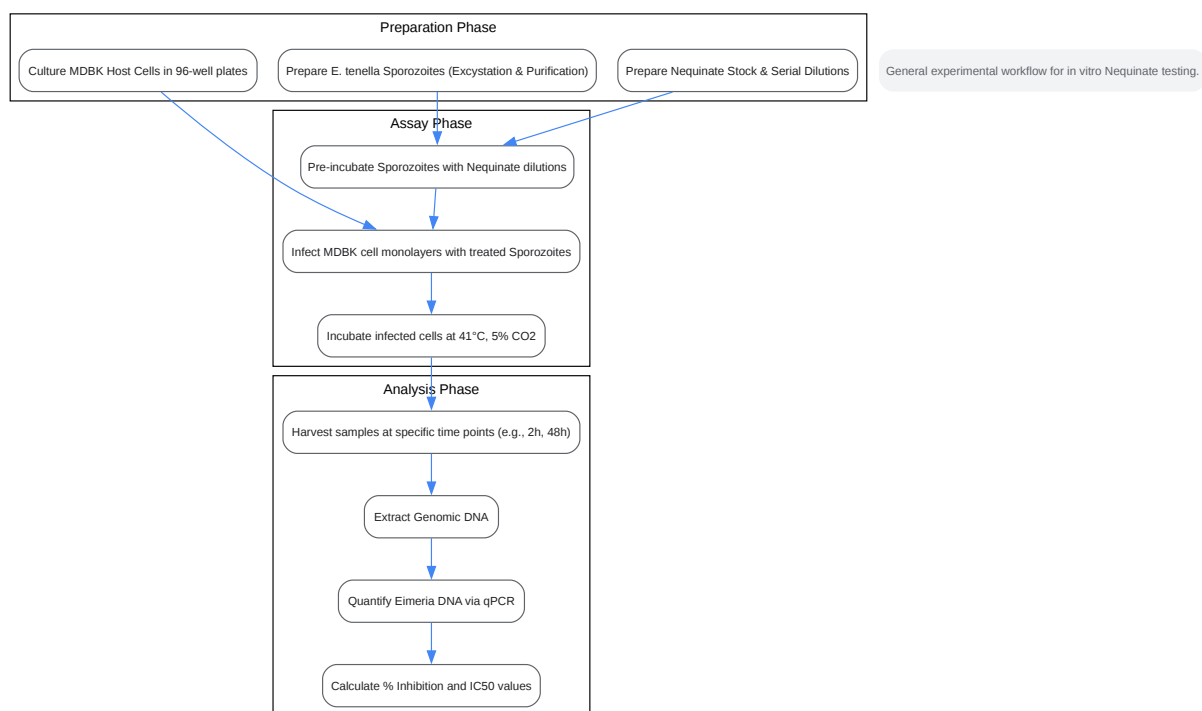 Preparation Phase
Culture MDBK Host Cells in 96-well plates
Prepare E. tenella Sporozoites (Excystation & Purification)
Prepare Nequinate Stock & Serial Dilutions
General experimental workflow for in vitro Nequinate testing.
Assay Phase
Pre-incubate Sporozoites with Nequinate dilutions
Infect MDBK cell monolayers with treated Sporozoites
Incubate infected cells at 41°C, 5% CO2
Analysis Phase
Harvest samples at specific time points (e.g., 2h, 48h)
Extract Genomic DNA
Quantify Eimeria DNA via qPCR
Calculate % Inhibition and IC50 values